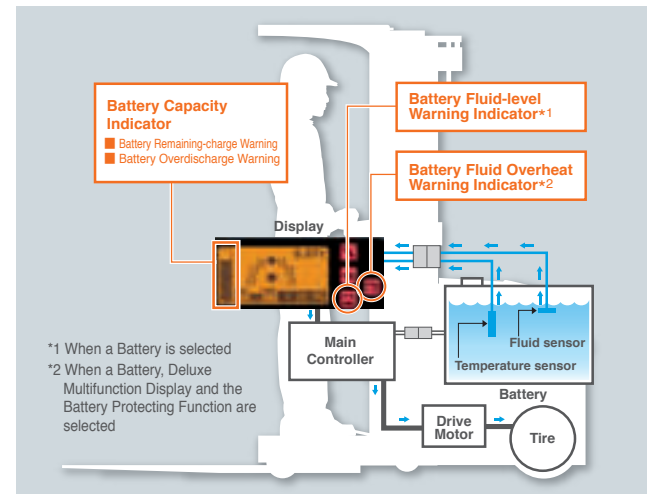 Battery Capacity
Indicator
Battery Remaining-charge Warning
Battery Overdischarge Warning
Battery Fluid-level
Warning Indicator*1
Battery Fluid Overheat
Warning Indicator*2
Display
Main
Controller
Fluid sensor
Temperature sensor
Battery
Drive
Motor
Tire
*1 When a Battery is selected
*2 When a Battery, Deluxe
Multifunction Display and the
Battery Protecting Function are
selected